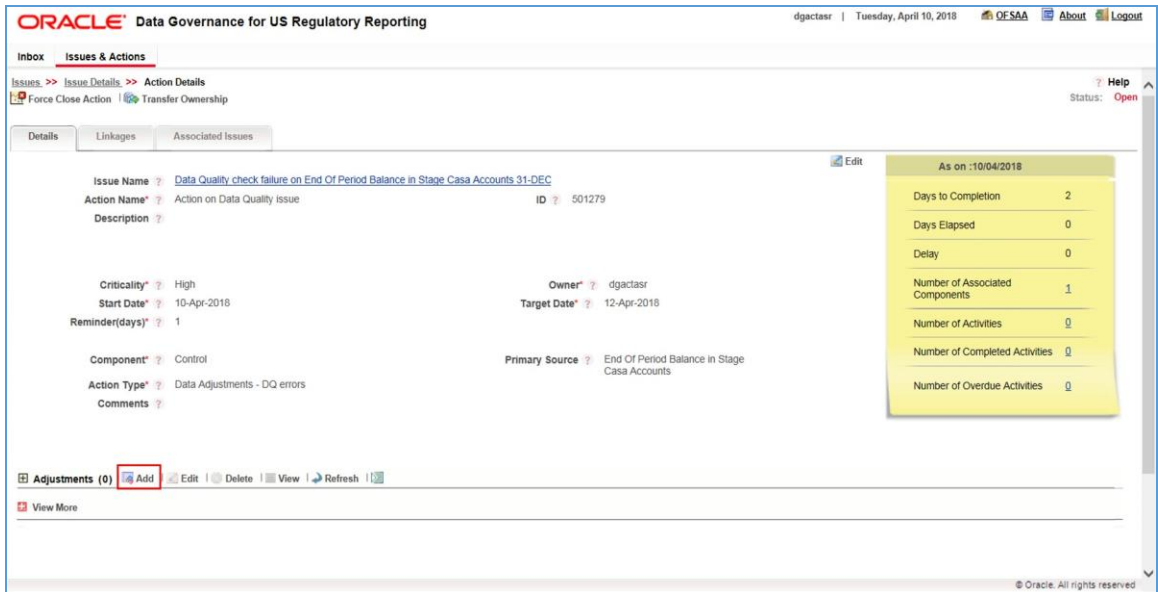 ORACLE® Data Governance for US Regulatory Reporting
dgactasr | Tuesday, April 10, 2018 OFSAA About Logout
Inbox Issues & Actions
Issues >> Issue Details >> Action Details
? Help
Force Close Action | Transfer Ownership
Status: Open
Details Linkages Associated Issues
Edit
As on :10/04/2018
Issue Name ? Data Quality check failure on End Of Period Balance in Stage Casa Accounts 31-DEC
Action Name* ? Action on Data Quality issue
ID ? 501279
Description ?
Days to Completion 2
Days Elapsed 0
Delay 0
Criticality* ? High
Owner* ? dgactasr
Start Date* ? 10-Apr-2018
Target Date* ? 12-Apr-2018
Reminder(days)* ? 1
Number of Associated
Components 1
Number of Activities 0
Component* ? Control
Primary Source ? End Of Period Balance in Stage
Casa Accounts
Number of Completed Activities 0
Action Type* ? Data Adjustments - DQ errors
Number of Overdue Activities 0
Comments ?
Adjustments (0) Add | Edit | Delete | View | Refresh |
View More
© Oracle. All rights reserved